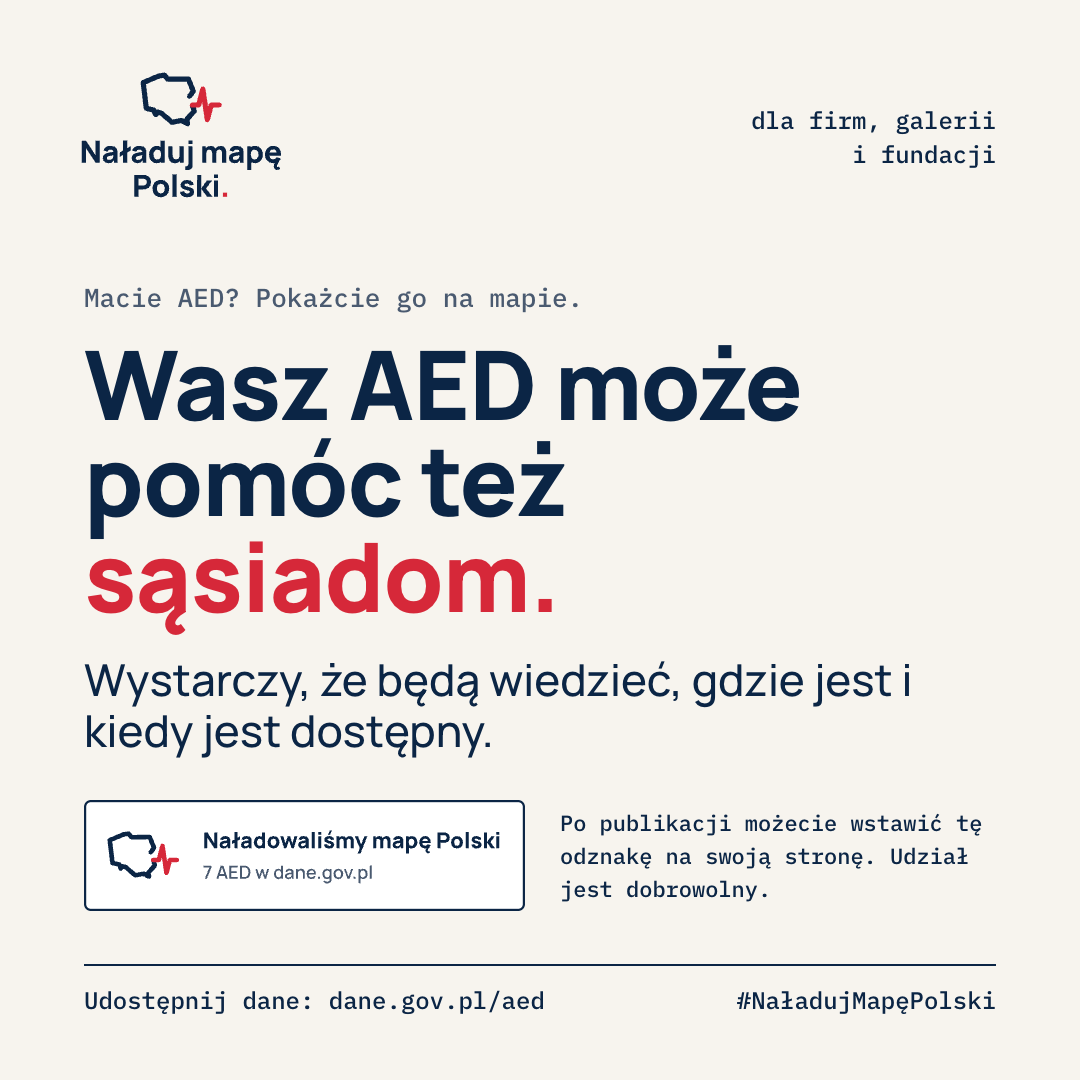 Naładuj mapę
Polski.
dla firm, galerii
i fundacji
Macie AED? Pokażcie go na mapie.
Wasz AED może
pomóc też
sąsiadom.
Wystarczy, że będą wiedzieć, gdzie jest i
kiedy jest dostępny.
Naładowaliśmy mapę Polski
7 AED w dane.gov.pl
Po publikacji możecie wstawić tę
odznakę na swoją stronę. Udział
jest dobrowolny.
Udostępnij dane: dane.gov.pl/aed
#NaładujMapęPolski